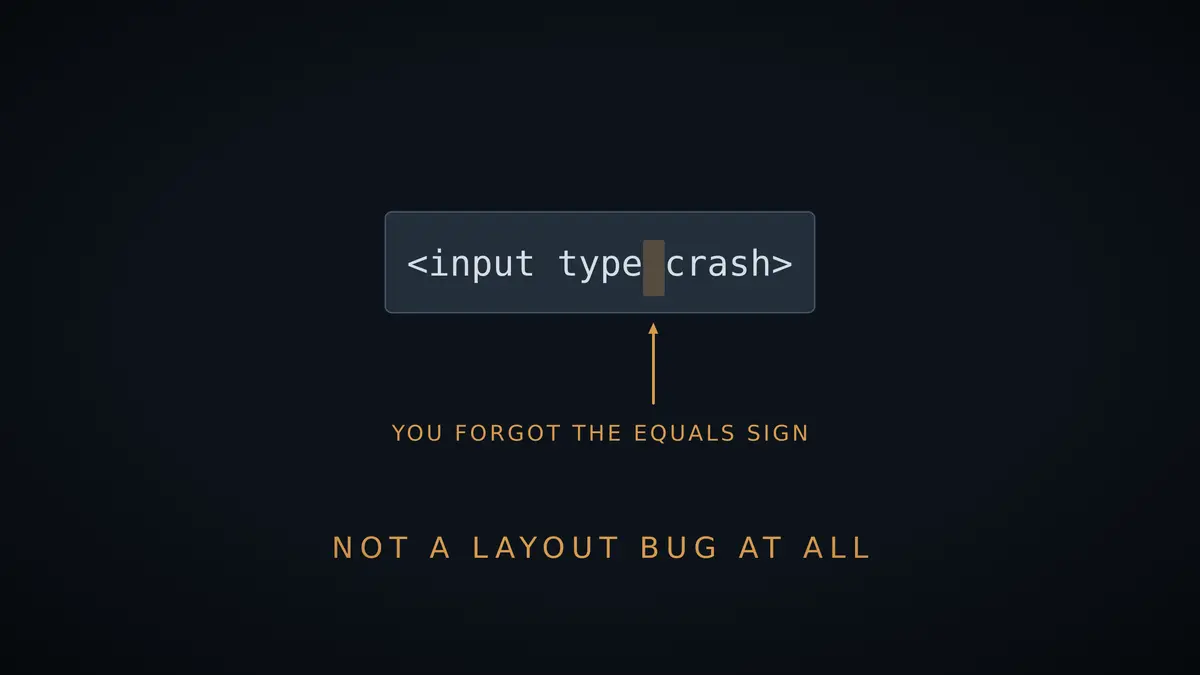 <input type crash>
YOU FORGOT THE EQUALS SIGN
NOT A LAYOUT BUG AT ALL